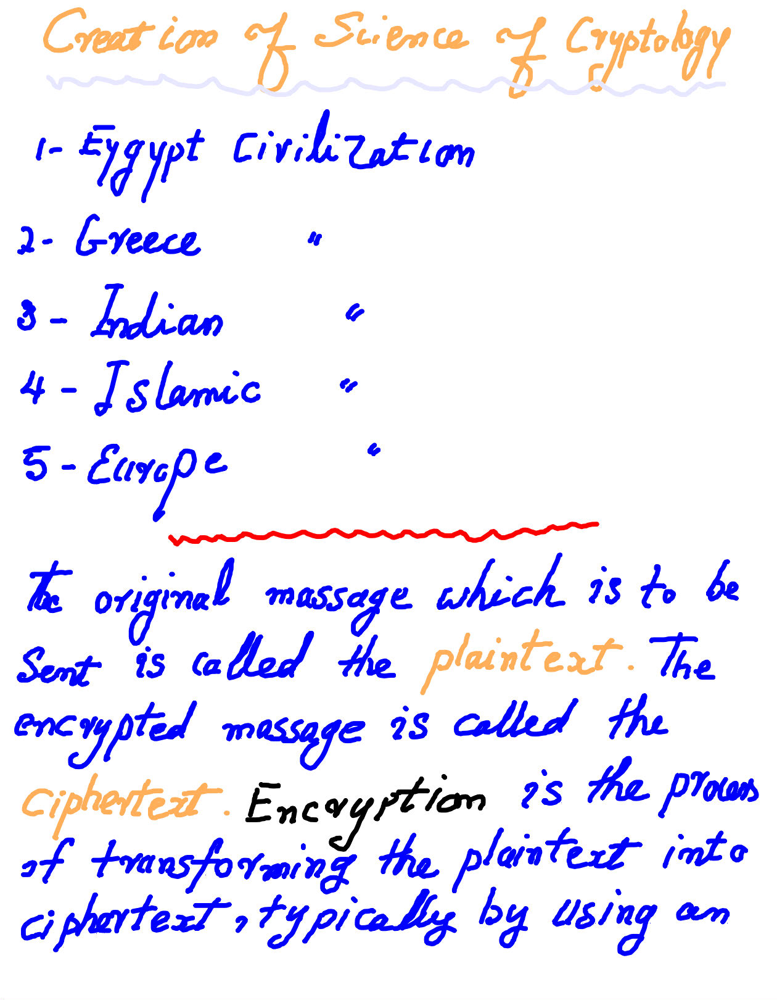 Creation of Science of Cryptology
1- Egypt Civilization
2- Greece "
3- Indian "
4- Islamic "
5- Europe "
The original massage which is to be
Sent is called the plaintext. The
encrypted massage is called the
ciphertext. Encryption is the process
of transforming the plaintext into
ciphertext, typically by using an